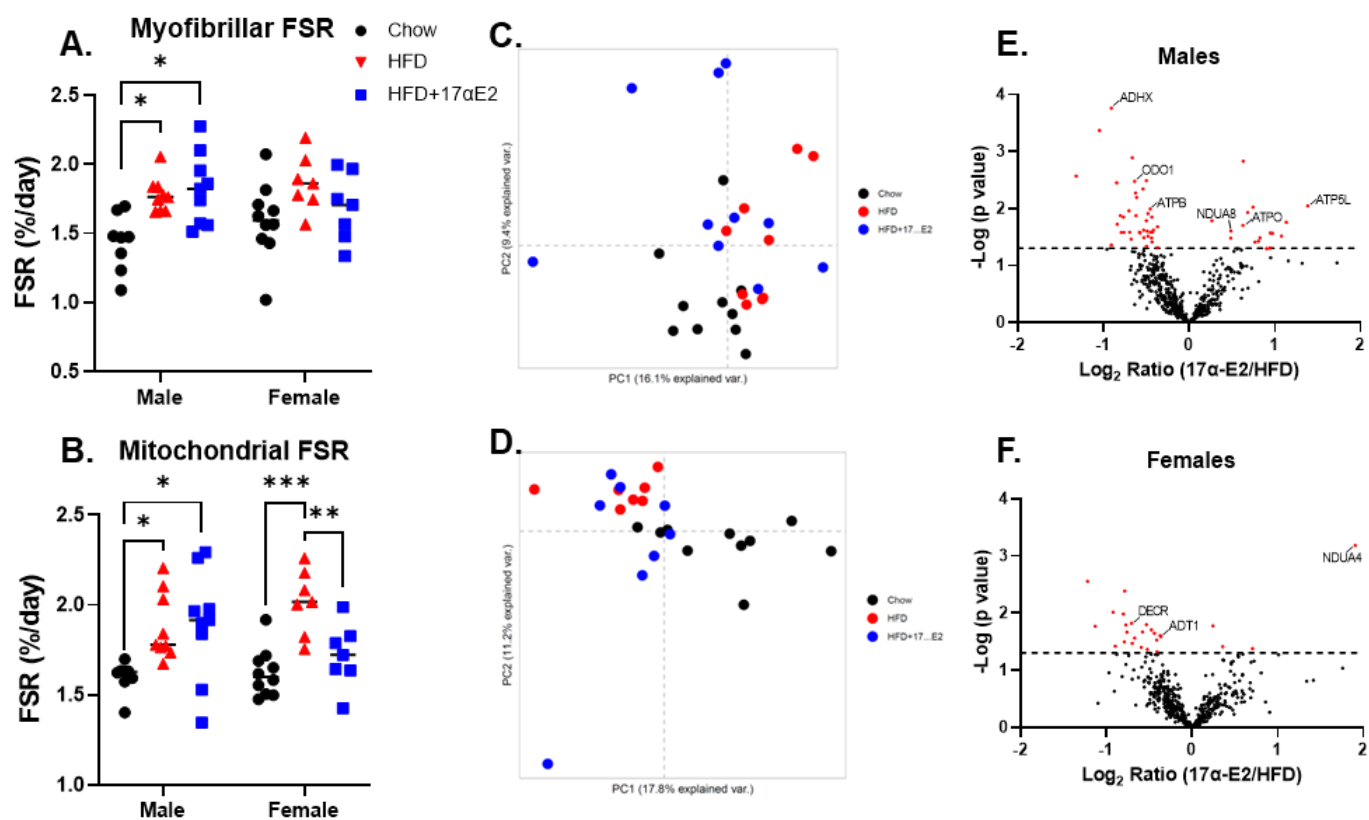 A.
Myofibrillar FSR
Chow
HFD
HFD+17αE2
*
*
FSR (%/day)
2.5
2.0
1.5
1.0
0.5
Male
Female
B.
Mitochondrial FSR
*
*
***
**
FSR (%/day)
2.5
2.0
1.5
1.0
Male
Female
C.
PC2 (9.4% explained var.)
PC1 (16.1% explained var.)
Chow
HFD
HFD+17...E2
D.
PC2 (11.2% explained var.)
PC1 (17.8% explained var.)
Chow
HFD
HFD+17...E2
E.
Males
-Log (p value)
4
3
2
1
0
ADHX
ODO1
ATPB
NDUA8
ATPO
ATP5L
-2
-1
0
1
2
Log2 Ratio (17α-E2/HFD)
F.
Females
-Log (p value)
4
3
2
1
0
NDUA4
DECR
ADT1
-2
-1
0
1
2
Log2 Ratio (17α-E2/HFD)